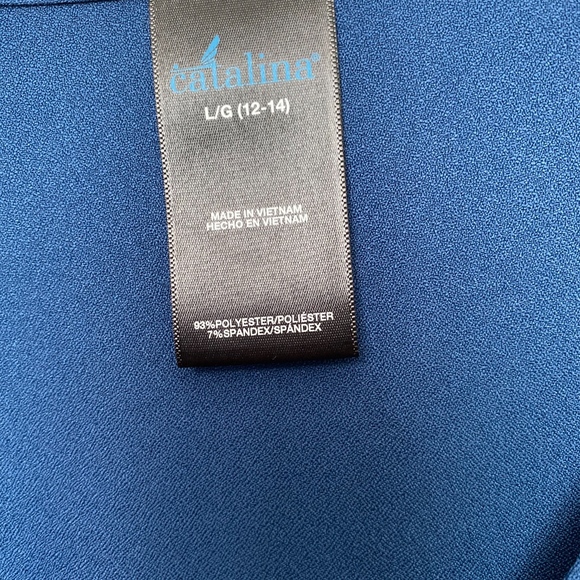 catalina®
L/G (12-14)
MADE IN VIETNAM
HECHO EN VIETNAM
93%POLYESTER/POLIÉSTER
7%SPANDEX/SPÁNDEX